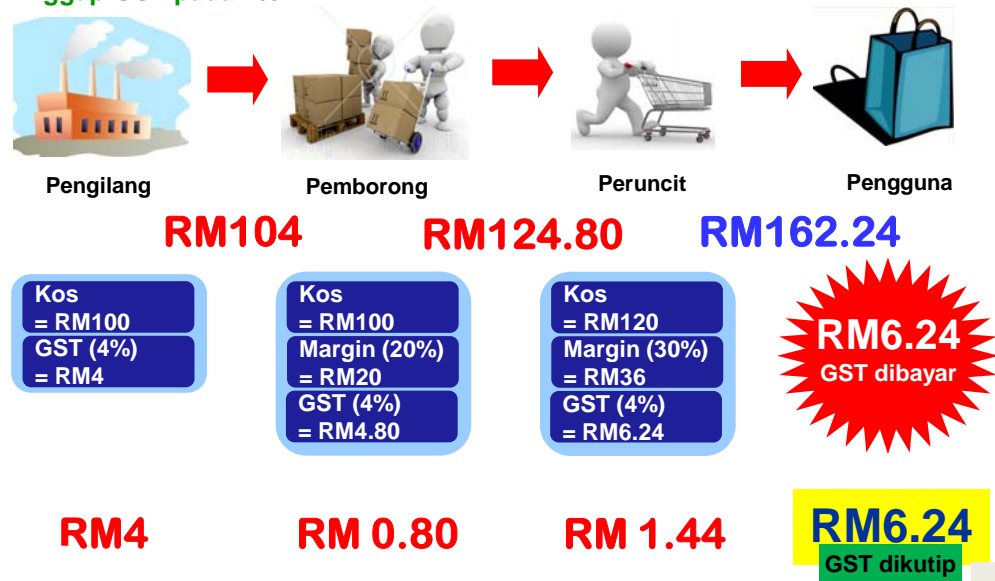 Pengilang
Pemborong
Peruncit
Pengguna
RM104
RM124.80
RM162.24
Kos
= RM100
GST (4%)
= RM4
Kos
= RM100
Margin (20%)
= RM20
GST (4%)
= RM4.80
Kos
= RM120
Margin (30%)
= RM36
GST (4%)
= RM6.24
RM6.24
GST dibayar
RM4
RM 0.80
RM 1.44
RM6.24
GST dikutip